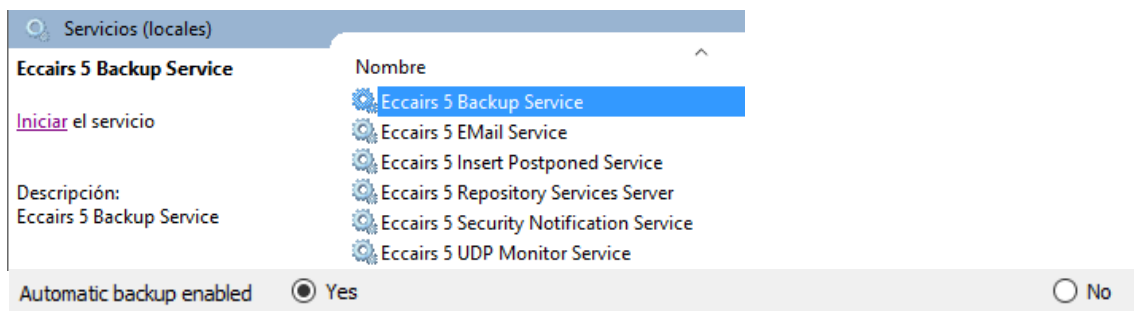 Servicios (locales)
Eccairs 5 Backup Service
Iniciar el servicio
Descripción:
Eccairs 5 Backup Service
Nombre
Eccairs 5 Backup Service
Eccairs 5 EMail Service
Eccairs 5 Insert Postponed Service
Eccairs 5 Repository Services Server
Eccairs 5 Security Notification Service
Eccairs 5 UDP Monitor Service
Automatic backup enabled Yes No